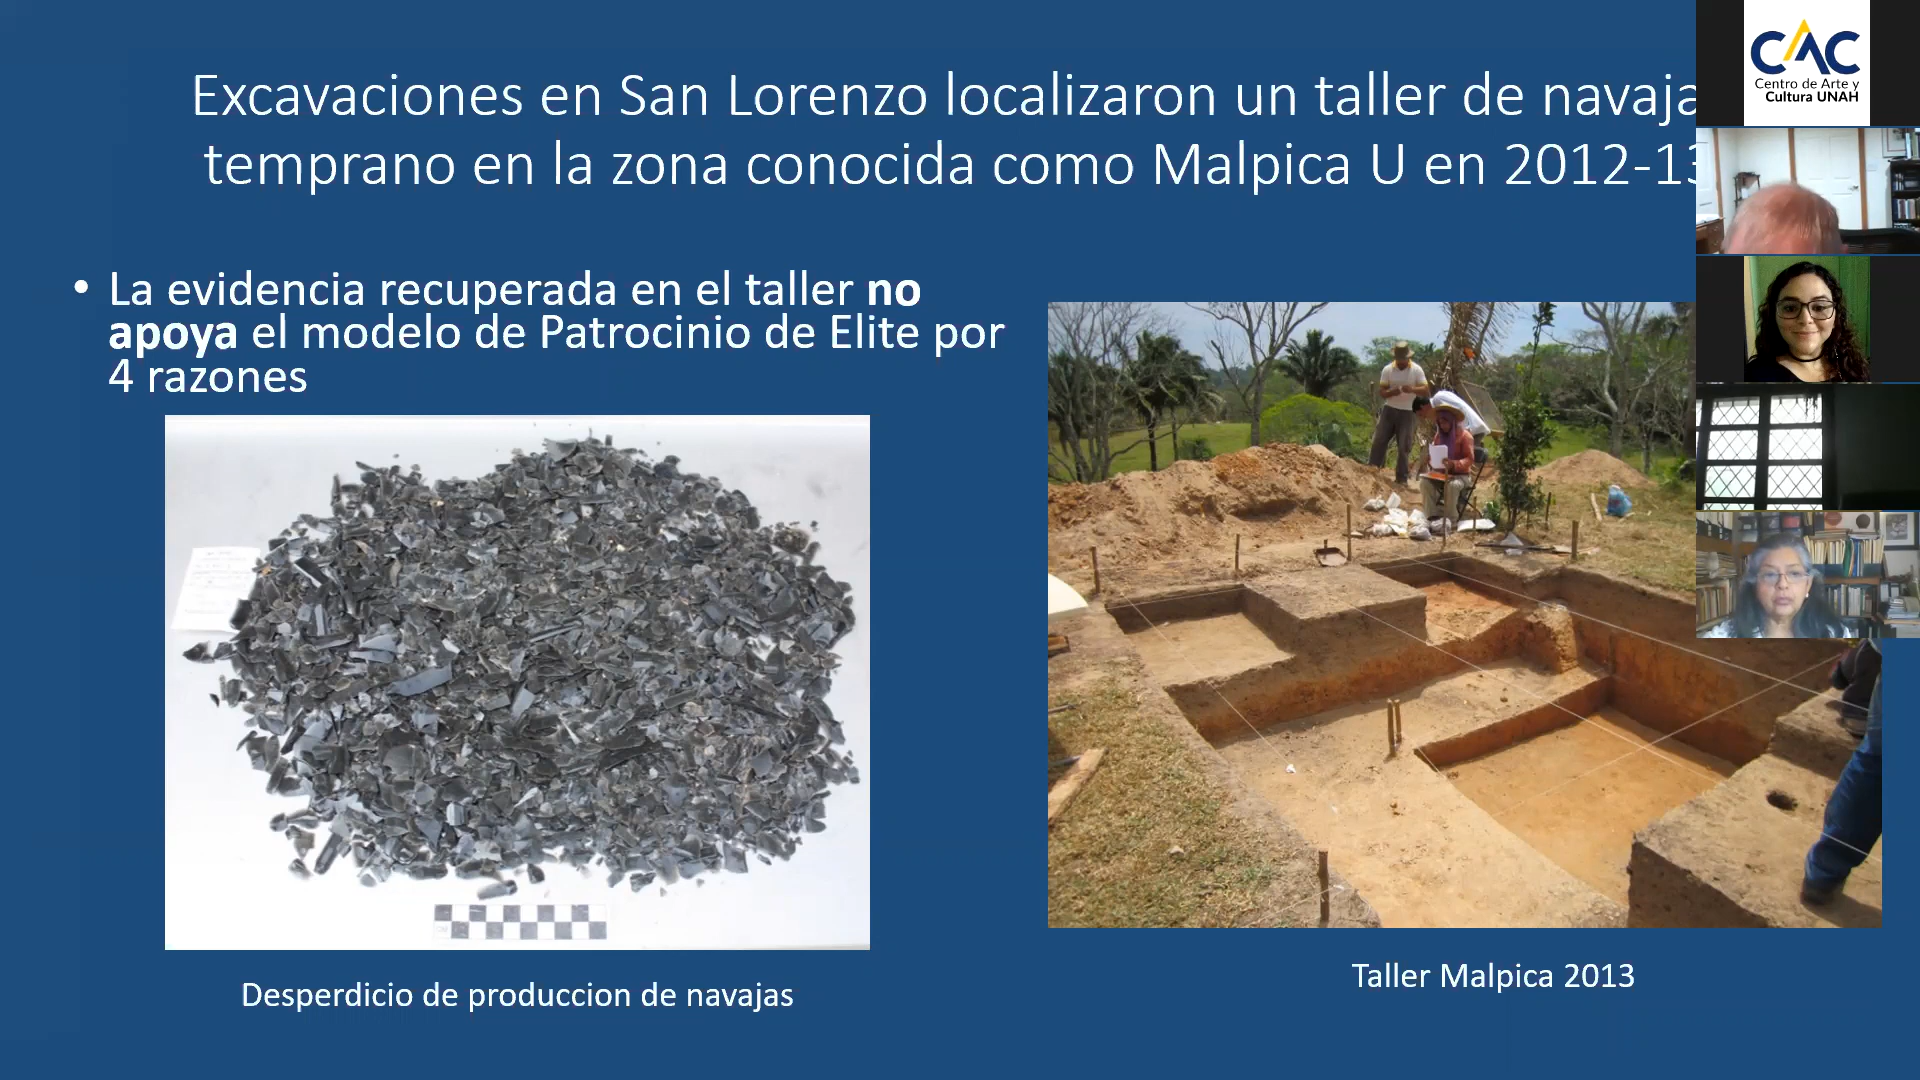 Excavaciones en San Lorenzo localizaron un taller de navaja
temprano en la zona conocida como Malpica U en 2012-13
• La evidencia recuperada en el taller no
apoya el modelo de Patrocinio de Elite por
4 razones
Desperdicio de produccion de navajas
Taller Malpica 2013
CAC
Centro de Arte y
Cultura UNAH